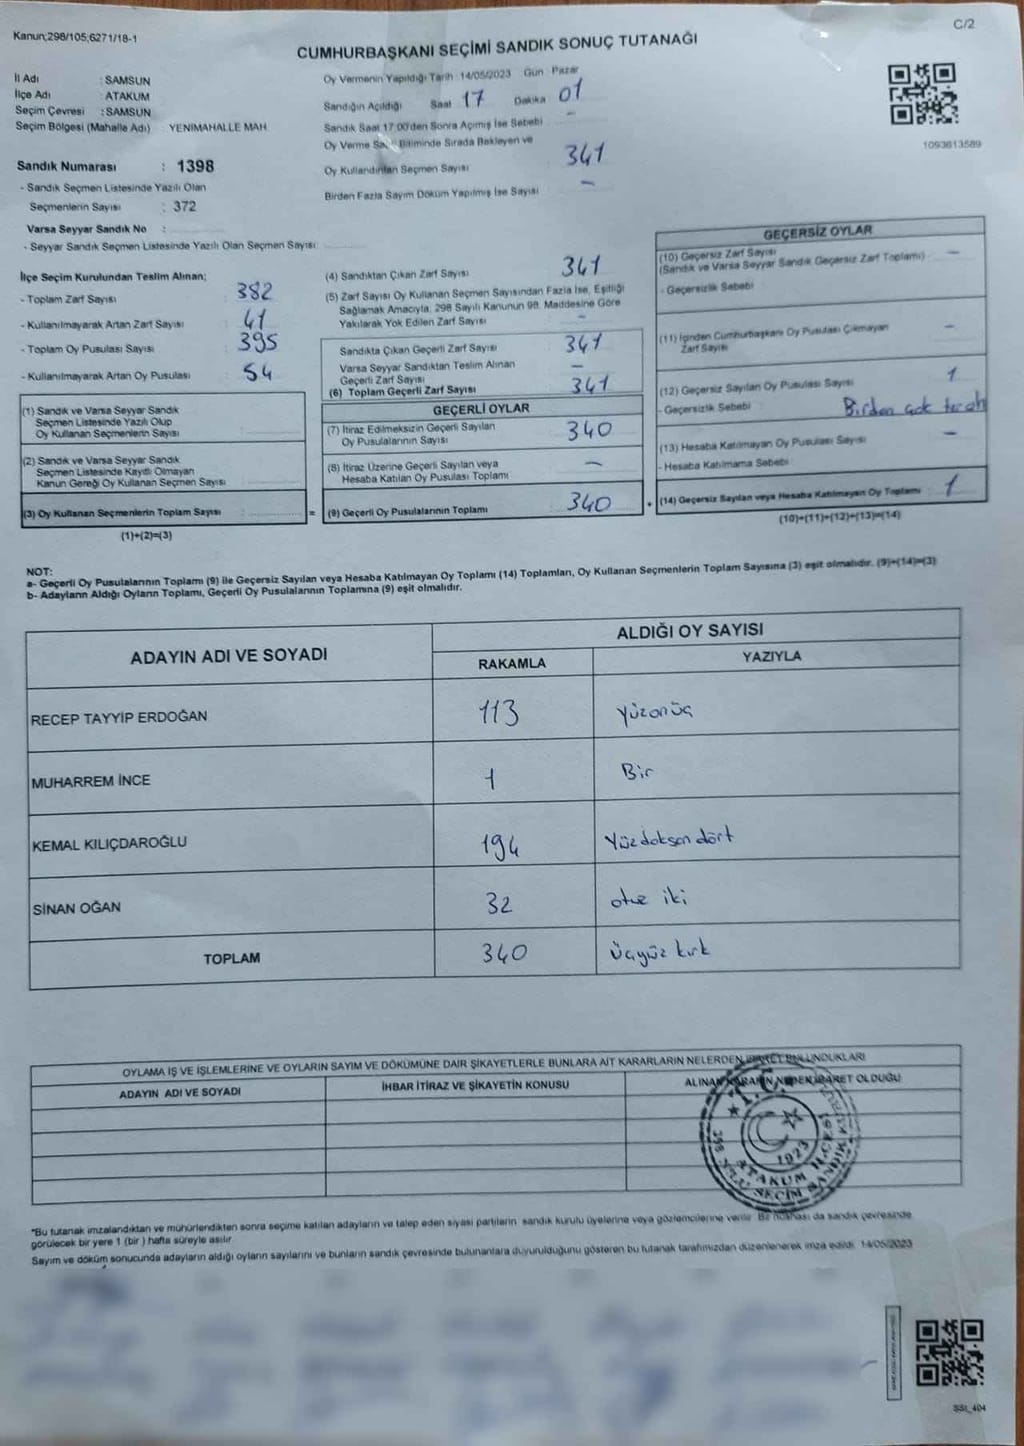 Kanun;298/105;6271/18-1
C/2
CUMHURBAŞKANI SEÇİMİ SANDIK SONUÇ TUTANAĞI
İl Adı : SAMSUN
İlçe Adı : ATAKUM
Seçim Çevresi : SAMSUN
Seçim Bölgesi (Mahalle Adı) : YENİMAHALLE MAH.
Sandık Numarası : 1398
- Sandık Seçmen Listesinde Yazılı Olan
Seçmenlerin Sayısı : 372
Varsa Seyyar Sandık No :
- Seyyar Sandık Seçmen Listesinde Yazılı Olan Seçmen Sayısı:
Oy Vermenin Yapıldığı Tarih : 14/05/2023 Gün : Pazar
Sandığın Açıldığı Saat 17 Dakika 01
Sandık Saat 17:00'den Sonra Açımış İse Sebebi
Oy Verme Bitiminde Sırada Bekleyen ve
Oy Kullandırılan Seçmen Sayısı 341
Birden Fazla Sayım Döküm Yapılmış İse Sayısı -
1093613589
İlçe Seçim Kurulundan Teslim Alınan;
- Toplam Zarf Sayısı : 382
- Kullanılmayarak Artan Zarf Sayısı : 41
- Toplam Oy Pusulası Sayısı : 395
- Kullanılmayarak Artan Oy Pusulası : 54
(1) Sandık ve Varsa Seyyar Sandık
Seçmen Listesinde Yazılı Olup
Oy Kullanan Seçmenlerin Sayısı
(2) Sandık ve Varsa Seyyar Sandık
Seçmen Listesinde Kayıtlı Olmayan
Kanun Gereği Oy Kullanan Seçmen Sayısı
(3) Oy Kullanan Seçmenlerin Toplam Sayısı
(1)+(2)=(3)
(4) Sandıktan Çıkan Zarf Sayısı 341
(5) Zarf Sayısı Oy Kullanan Seçmen Sayısından Fazla İse, Eşitliği
Sağlamak Amacıyla, 298 Sayılı Kanunun 98. Maddesine Göre
Yakılarak Yok Edilen Zarf Sayısı -
Sandıkta Çıkan Geçerli Zarf Sayısı 341
Varsa Seyyar Sandıktan Teslim Alınan
Geçerli Zarf Sayısı -
(6) Toplam Geçerli Zarf Sayısı 341
GEÇERLİ OYLAR
(7) İtiraz Edilmeksizin Geçerli Sayılan
Oy Pusulalarının Sayısı 340
(8) İtiraz Üzerine Geçerli Sayılan veya
Hesaba Katılan Oy Pusulası Toplamı -
= (9) Geçerli Oy Pusulalarının Toplamı 340
GEÇERSİZ OYLAR
(10) Geçersiz Zarf Sayısı -
(Sandık ve Varsa Seyyar Sandık Geçersiz Zarf Toplamı)
- Geçersizlik Sebebi
(11) İçinden Cumhurbaşkanı Oy Pusulası Çıkmayan
Zarf Sayısı -
(12) Geçersiz Sayılan Oy Pusulası Sayısı 1
- Geçersizlik Sebebi : Birden çok tercih
(13) Hesaba Katılmayan Oy Pusulası Sayısı -
- Hesaba Katılmama Sebebi
+ (14) Geçersiz Sayılan veya Hesaba Katılmayan Oy Toplamı 1
(10)+(11)+(12)+(13)=(14)
NOT:
a- Geçerli Oy Pusulalarının Toplamı (9) ile Geçersiz Sayılan veya Hesaba Katılmayan Oy Toplamı (14) Toplamları, Oy Kullanan Seçmenlerin Toplam Sayısına (3) eşit olmalıdır. (9)+(14)=(3)
b- Adayların Aldığı Oyların Toplamı, Geçerli Oy Pusulalarının Toplamına (9) eşit olmalıdır.
ADAYIN ADI VE SOYADI
ALDIĞI OY SAYISI
RAKAMLA YAZIYLA
RECEP TAYYİP ERDOĞAN 113 Yüzonüç
MUHARREM İNCE 1 Bir
KEMAL KILIÇDAROĞLU 194 Yüzdoksandört
SİNAN OĞAN 32 otuz iki
TOPLAM 340 Üçyüz kırk
OYLAMA İŞ VE İŞLEMLERİNE VE OYLARIN SAYIM VE DÖKÜMÜNE DAİR ŞİKAYETLERLE BUNLARA AİT KARARLARIN NELERDEN İBARET BULUNDUKLARI
ADAYIN ADI VE SOYADI
İHBAR İTİRAZ VE ŞİKAYETİN KONUSU
ALINAN KARARIN NEDEN İBARET OLDUĞU
T.C.
1923
ATAKUM İLÇE
SEÇİM SANDIK
*Bu tutanak imzalandıktan ve mühürlendikten sonra seçime katılan adayların ve talep eden siyasi partilerin sandık kurulu üyelerine veya gözlemcilerine verilir. Bir nüshası da sandık çevresinde
görülecek bir yere 1 (bir ) hafta süreyle asılır.
Sayım ve döküm sonucunda adayların aldığı oyların sayılarını ve bunların sandık çevresinde bulunanlara duyurulduğunu gösteren bu tutanak tarafımızdan düzenlenerek imza edildi. 14/05/2023
SSI_404